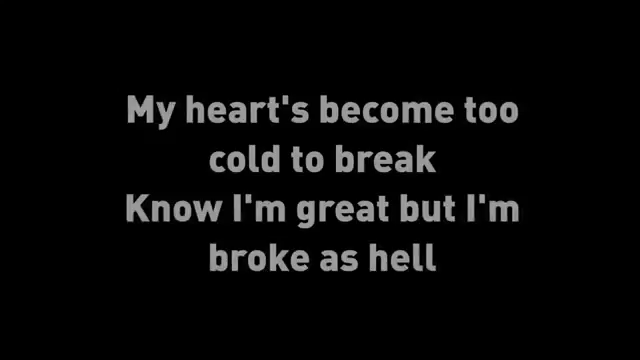 My heart's become too
cold to break
Know I'm great but I'm
broke as hell